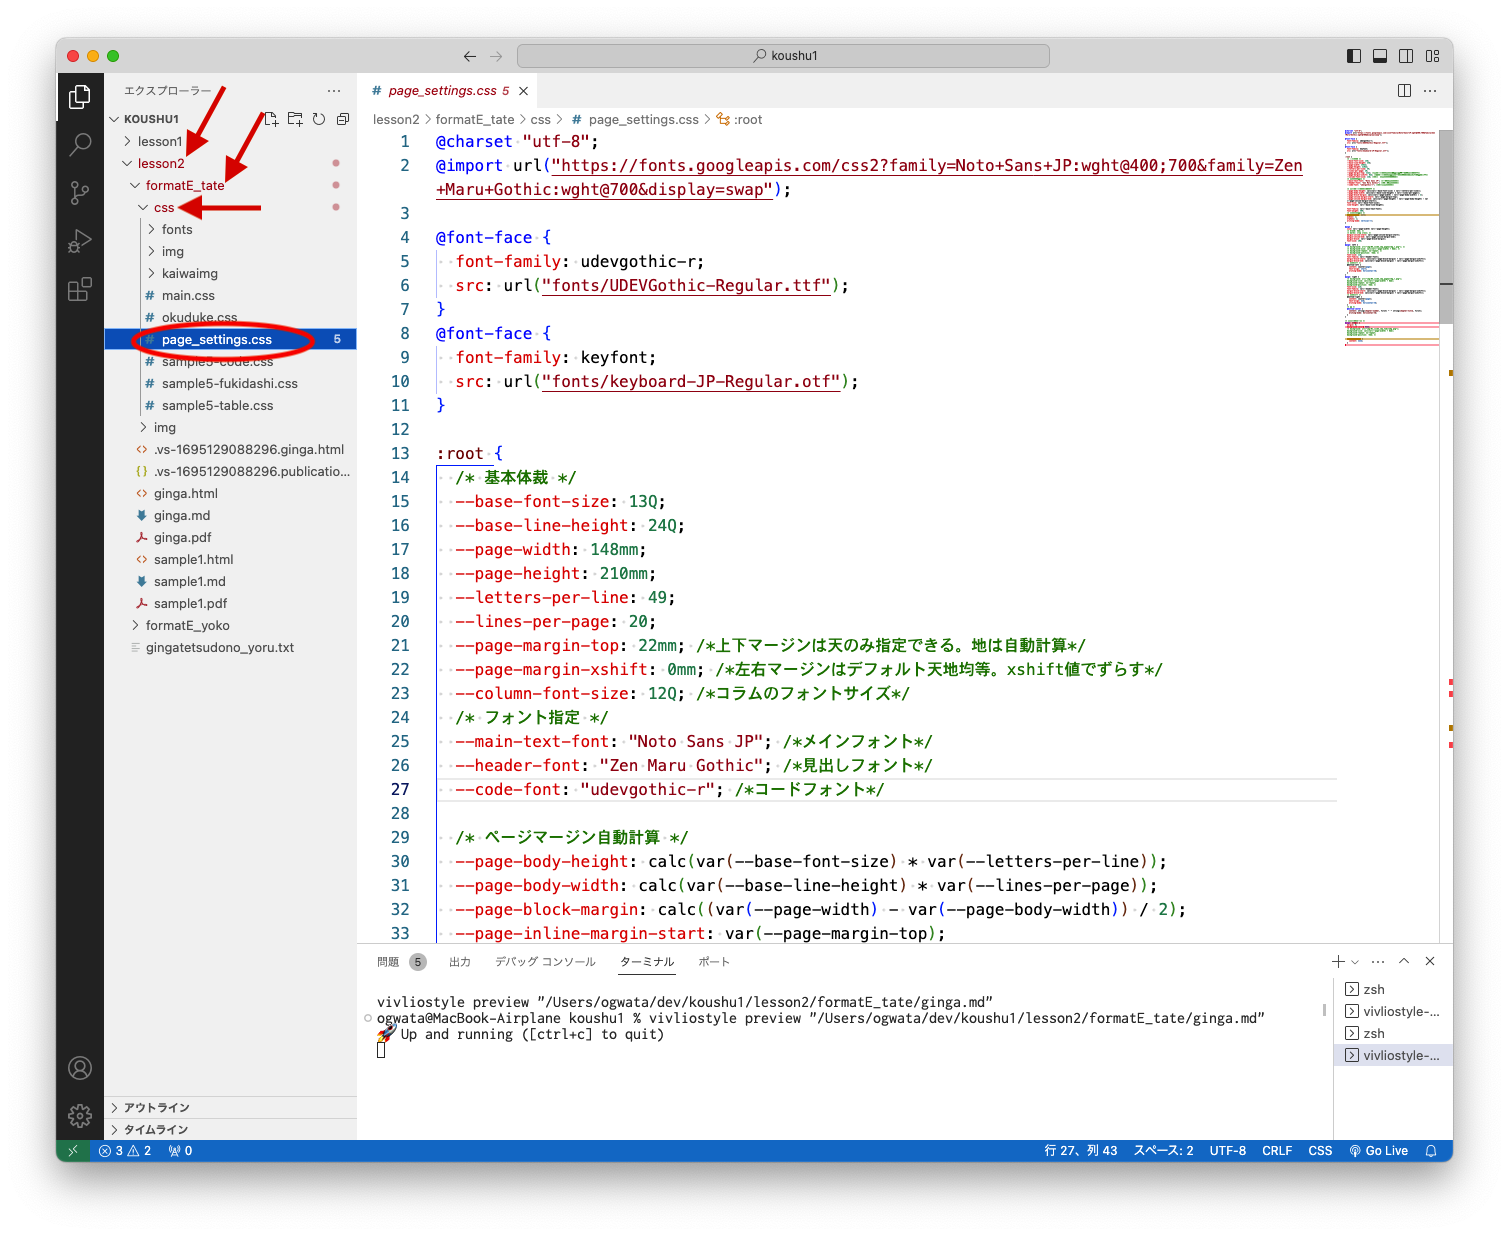 koushu1
エクスプローラー
KOUSHU1
lesson1
lesson2
formatE_tate
css
fonts
img
kaiwaimg
main.css
okuduke.css
page_settings.css 5
sample5-code.css
sample5-fukidashi.css
sample5-table.css
img
.vs-1695129088296.ginga.html
.vs-1695129088296.publicatio...
ginga.html
ginga.md
ginga.pdf
sample1.html
sample1.md
sample1.pdf
formatE_yoko
gingatetsudono_yoru.txt
アウトライン
タイムライン
# page_settings.css 5
lesson2 > formatE_tate > css > # page_settings.css > :root
1 @charset "utf-8";
2 @import url("https://fonts.googleapis.com/css2?family=Noto+Sans+JP:wght@400;700&family=Zen
+Maru+Gothic:wght@700&display=swap");
3
4 @font-face {
5 font-family: udevgothic-r;
6 src: url("fonts/UDEVGothic-Regular.ttf");
7 }
8 @font-face {
9 font-family: keyfont;
10 src: url("fonts/keyboard-JP-Regular.otf");
11 }
12
13 :root {
14 /* 基本体裁 */
15 --base-font-size: 13Q;
16 --base-line-height: 24Q;
17 --page-width: 148mm;
18 --page-height: 210mm;
19 --letters-per-line: 49;
20 --lines-per-page: 20;
21 --page-margin-top: 22mm; /*上下マージンは天のみ指定できる。地は自動計算*/
22 --page-margin-xshift: 0mm; /*左右マージンはデフォルト天地均等。xshift値でずらす*/
23 --column-font-size: 12Q; /*コラムのフォントサイズ*/
24 /* フォント指定 */
25 --main-text-font: "Noto Sans JP"; /*メインフォント*/
26 --header-font: "Zen Maru Gothic"; /*見出しフォント*/
27 --code-font: "udevgothic-r"; /*コードフォント*/
28
29 /* ページマージン自動計算 */
30 --page-body-height: calc(var(--base-font-size) * var(--letters-per-line));
31 --page-body-width: calc(var(--base-line-height) * var(--lines-per-page));
32 --page-block-margin: calc((var(--page-width) - var(--page-body-width)) / 2);
33 --page-inline-margin-start: var(--page-margin-top);
問題 5 出力 デバッグ コンソール ターミナル ポート
vivliostyle preview "/Users/ogwata/dev/koushu1/lesson2/formatE_tate/ginga.md"
ogwata@MacBook-Airplane koushu1 % vivliostyle preview "/Users/ogwata/dev/koushu1/lesson2/formatE_tate/ginga.md"
🚀 Up and running ([ctrl+c] to quit)
zsh
vivliostyle-...
zsh
vivliostyle-...
3 2 0
行 27、列 43 スペース: 2 UTF-8 CRLF CSS Go Live